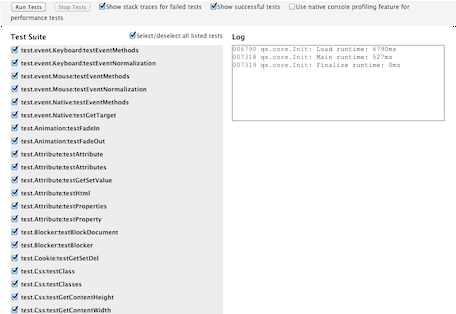 Run Tests Stop Tests Show stack traces for failed tests Show successful tests Use native console profiling feature for
performance tests
Test Suite Select/deselect all listed tests
test.event.Keyboard:testEventMethods
test.event.Keyboard:testEventNormalization
test.event.Mouse:testEventMethods
test.event.Mouse:testEventNormalization
test.event.Native:testEventMethods
test.event.Native:testGetTarget
test.Animation:testFadeIn
test.Animation:testFadeOut
test.Attribute:testAttribute
test.Attribute:testAttributes
test.Attribute:testGetSetValue
test.Attribute:testHtml
test.Attribute:testProperties
test.Attribute:testProperty
test.Blocker:testBlockDocument
test.Blocker:testBlocker
test.Cookie:testGetSetDel
test.Css:testClass
test.Css:testClasses
test.Css:testGetContentHeight
test.Css:testGetContentWidth
Log
006790 qx.core.Init: Load runtime: 6790ms
007318 qx.core.Init: Main runtime: 527ms
007319 qx.core.Init: Finalize runtime: 0ms